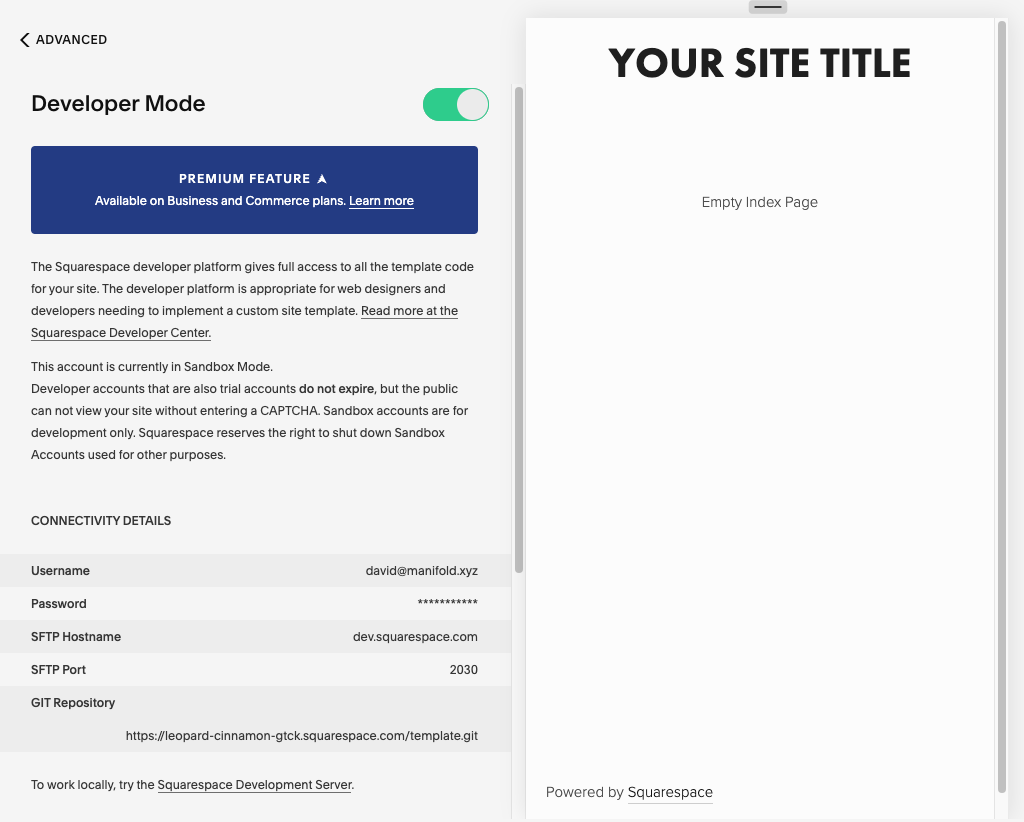 ADVANCED
Developer Mode
PREMIUM FEATURE
Available on Business and Commerce plans. Learn more
The Squarespace developer platform gives full access to all the template code
for your site. The developer platform is appropriate for web designers and
developers needing to implement a custom site template. Read more at the
Squarespace Developer Center.
This account is currently in Sandbox Mode.
Developer accounts that are also trial accounts do not expire, but the public
can not view your site without entering a CAPTCHA. Sandbox accounts are for
development only. Squarespace reserves the right to shut down Sandbox
Accounts used for other purposes.
CONNECTIVITY DETAILS
Username david@manifold.xyz
Password ***********
SFTP Hostname dev.squarespace.com
SFTP Port 2030
GIT Repository
https://leopard-cinnamon-gtck.squarespace.com/template.git
To work locally, try the Squarespace Development Server.
YOUR SITE TITLE
Empty Index Page
Powered by Squarespace